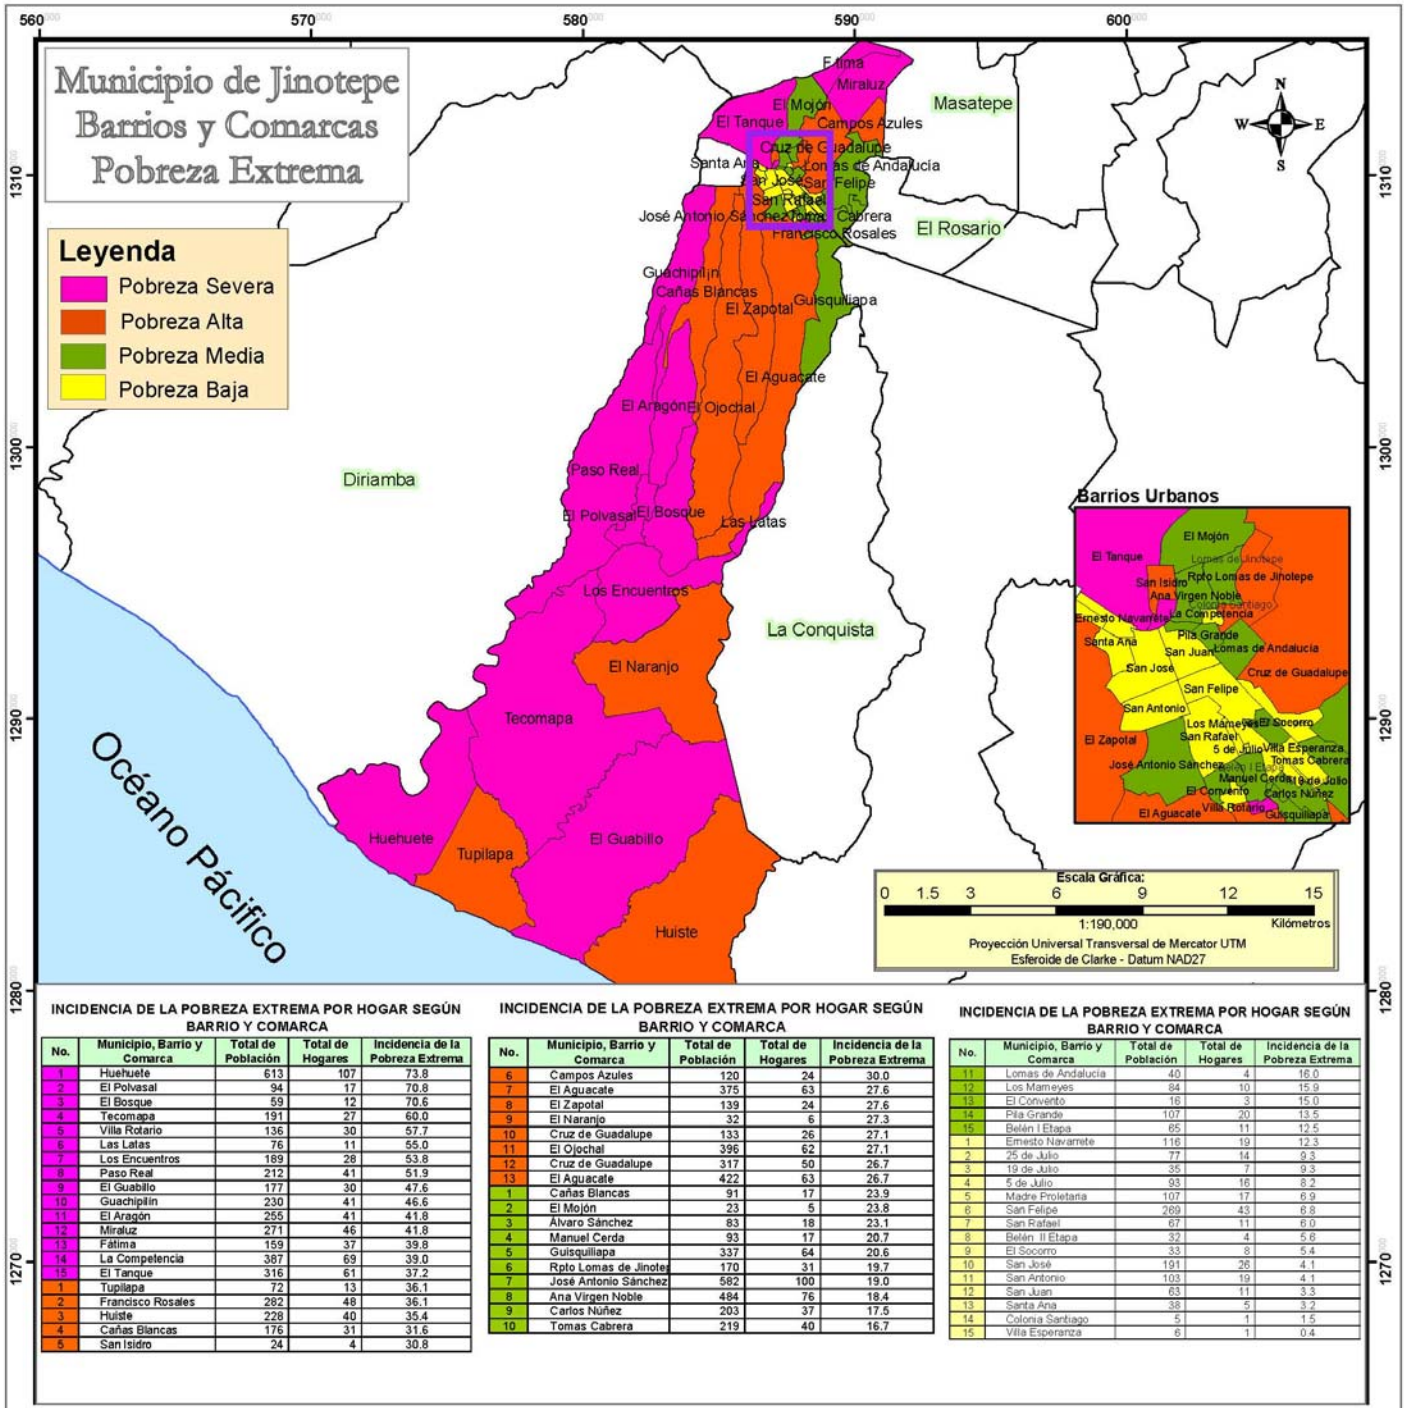 560000
570000
580000
590000
600000
Municipio de Jinotepe
Barrios y Comarcas
Pobreza Extrema
Leyenda
Pobreza Severa
Pobreza Alta
Pobreza Media
Pobreza Baja
N
W
E
S
1310000
1300000
1290000
1280000
1270000
1310000
1300000
1290000
1280000
1270000
Miraluz
El Mojón
El Tanque
Campos Azules
Masatepe
Cruz de Guadalupe
Santa Ana
Lomas de Andalucía
San José
San Felipe
San Rafael
José Antonio Sánchez
Cabrera
Francisco Rosales
El Rosario
Guachipil¡n
Cañas Blancas
Guisquiliapa
El Zapotal
El Aguacate
El Aragón
El Ojochal
Paso Real
Diriamba
El Polvasal
El Bosque
Las Latas
Los Encuentros
La Conquista
El Naranjo
Tecomapa
Huehuete
Tupilapa
El Guabillo
Huiste
Océano Pácifico
Barrios Urbanos
El Mojón
El Tanque
Lomas de Jinotepe
San Isidro
Rpto Lomas de Jinotepe
Ana Virgen Noble
Colonia Santiago
Ernesto Navarrete
La Competencia
Santa Ana
Pila Grande
San Juan
Lomas de Andalucía
San José
Cruz de Guadalupe
San Felipe
San Antonio
Los Mameyes
El Socorro
San Rafael
El Zapotal
5 de Julio
Villa Esperanza
José Antonio Sánchez
Belén I Etapa
Tomas Cabrera
Manuel Cerda
19 de Julio
El Convento
Carlos Núñez
Villa Rotario
El Aguacate
Guisquiliapa
Escala Gráfica:
0 1.5 3 6 9 12 15
1:190,000 Kilómetros
Proyección Universal Transversal de Mercator UTM
Esferoide de Clarke - Datum NAD27
INCIDENCIA DE LA POBREZA EXTREMA POR HOGAR SEGÚN
BARRIO Y COMARCA
No. Municipio, Barrio y Comarca Total de Población Total de Hogares Incidencia de la Pobreza Extrema
1 Huehuete 613 107 73.8
2 El Polvasal 94 17 70.8
3 El Bosque 59 12 70.6
4 Tecomapa 191 27 60.0
5 Villa Rotario 136 30 57.7
6 Las Latas 76 11 55.0
7 Los Encuentros 189 28 53.8
8 Paso Real 212 41 51.9
9 El Guabillo 177 30 47.6
10 Guachipilín 230 41 46.6
11 El Aragón 255 41 41.8
12 Miraluz 271 46 41.8
13 Fátima 159 37 39.8
14 La Competencia 387 69 39.0
15 El Tanque 316 61 37.2
1 Tupilapa 72 13 36.1
2 Francisco Rosales 282 48 36.1
3 Huiste 228 40 35.4
4 Cañas Blancas 176 31 31.6
5 San Isidro 24 4 30.8
INCIDENCIA DE LA POBREZA EXTREMA POR HOGAR SEGÚN
BARRIO Y COMARCA
No. Municipio, Barrio y Comarca Total de Población Total de Hogares Incidencia de la Pobreza Extrema
6 Campos Azules 120 24 30.0
7 El Aguacate 375 63 27.6
8 El Zapotal 139 24 27.6
9 El Naranjo 32 6 27.3
10 Cruz de Guadalupe 133 26 27.1
11 El Ojochal 396 62 27.1
12 Cruz de Guadalupe 317 50 26.7
13 El Aguacate 422 63 26.7
1 Cañas Blancas 91 17 23.9
2 El Mojón 23 5 23.8
3 Álvaro Sánchez 83 18 23.1
4 Manuel Cerda 93 17 20.7
5 Guisquiliapa 337 64 20.6
6 Rpto Lomas de Jinotep 170 31 19.7
7 José Antonio Sánchez 582 100 19.0
8 Ana Virgen Noble 484 76 18.4
9 Carlos Núñez 203 37 17.5
10 Tomas Cabrera 219 40 16.7
INCIDENCIA DE LA POBREZA EXTREMA POR HOGAR SEGÚN
BARRIO Y COMARCA
No. Municipio, Barrio y Comarca Total de Población Total de Hogares Incidencia de la Pobreza Extrema
11 Lomas de Andalucia 40 4 16.0
12 Los Mameyes 84 10 15.9
13 El Convento 16 3 15.0
14 Pila Grande 107 20 13.5
15 Belén I Etapa 65 11 12.5
1 Ernesto Navarrete 116 19 12.3
2 25 de Julio 77 14 9.3
3 19 de Julio 35 7 9.3
4 5 de Julio 93 16 8.2
5 Madre Proletaria 107 17 6.9
6 San Felipe 269 43 6.8
7 San Rafael 67 11 6.0
8 Belén II Etapa 32 4 5.6
9 El Socorro 33 8 5.4
10 San José 191 26 4.1
11 San Antonio 103 19 4.1
12 San Juan 63 11 3.3
13 Santa Ana 38 5 3.2
14 Colonia Santiago 5 1 1.5
15 Villa Esperanza 6 1 0.4